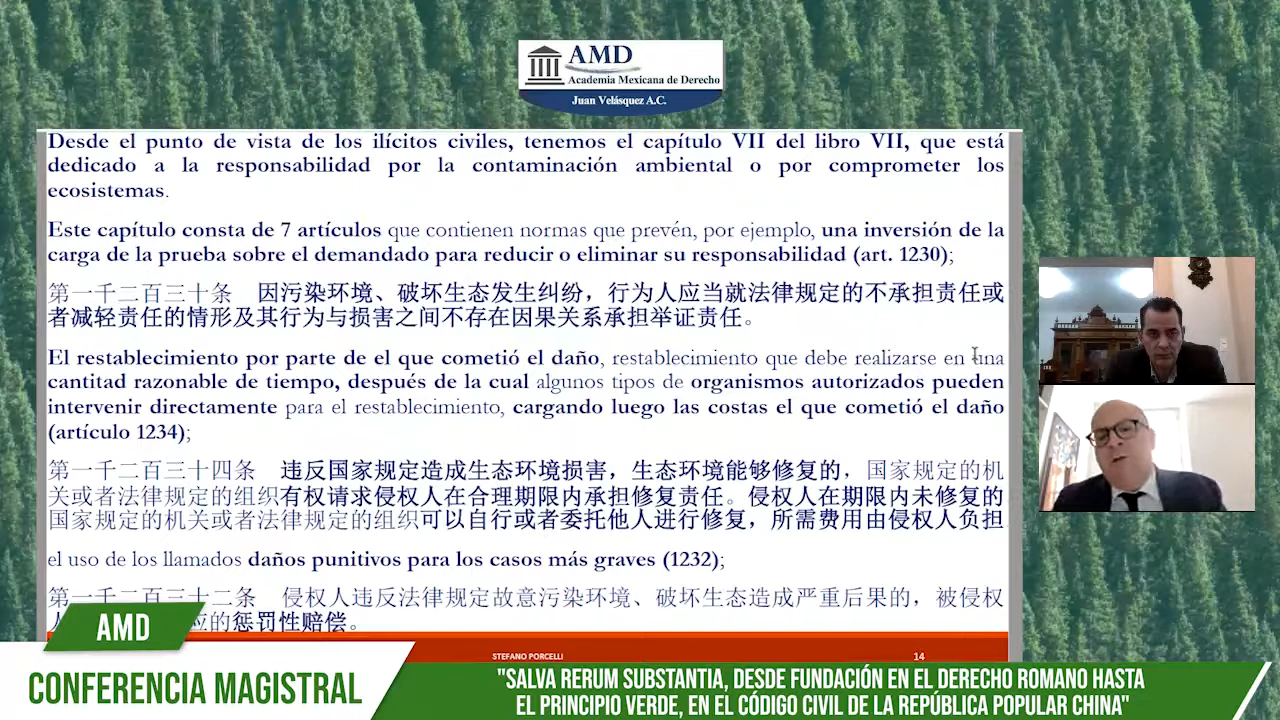 AMD
Academia Mexicana de Derecho
Juan Velásquez A.C.
Desde el punto de vista de los ilícitos civiles, tenemos el capítulo VII del libro VII, que está
dedicado a la responsabilidad por la contaminación ambiental o por comprometer los
ecosistemas.
Este capítulo consta de 7 artículos que contienen normas que prevén, por ejemplo, una inversión de la
carga de la prueba sobre el demandado para reducir o eliminar su responsabilidad (art. 1230);
第一千二百三十条 因污染环境、破坏生态发生纠纷，行为人应当就法律规定的不承担责任或
者减轻责任的情形及其行为与损害之间不存在因果关系承担举证责任。
El restablecimiento por parte de el que cometió el daño, restablecimiento que debe realizarse en una
cantidad razonable de tiempo, después de la cual algunos tipos de organismos autorizados pueden
intervenir directamente para el restablecimiento, cargando luego las costas el que cometió el daño
(artículo 1234);
第一千二百三十四条 违反国家规定造成生态环境损害，生态环境能够修复的，国家规定的机
关或者法律规定的组织有权请求侵权人在合理期限内承担修复责任。侵权人在期限内未修复的
国家规定的机关或者法律规定的组织可以自行或者委托他人进行修复，所需费用由侵权人负担
el uso de los llamados daños punitivos para los casos más graves (1232);
第一千二百三十二条 侵权人违反法律规定故意污染环境、破坏生态造成严重后果的，被侵权
应的惩罚性赔偿。
STEFANO PORCELLI
14
AMD
CONFERENCIA MAGISTRAL
"SALVA RERUM SUBSTANTIA, DESDE FUNDACIÓN EN EL DERECHO ROMANO HASTA
EL PRINCIPIO VERDE, EN EL CÓDIGO CIVIL DE LA REPÚBLICA POPULAR CHINA"